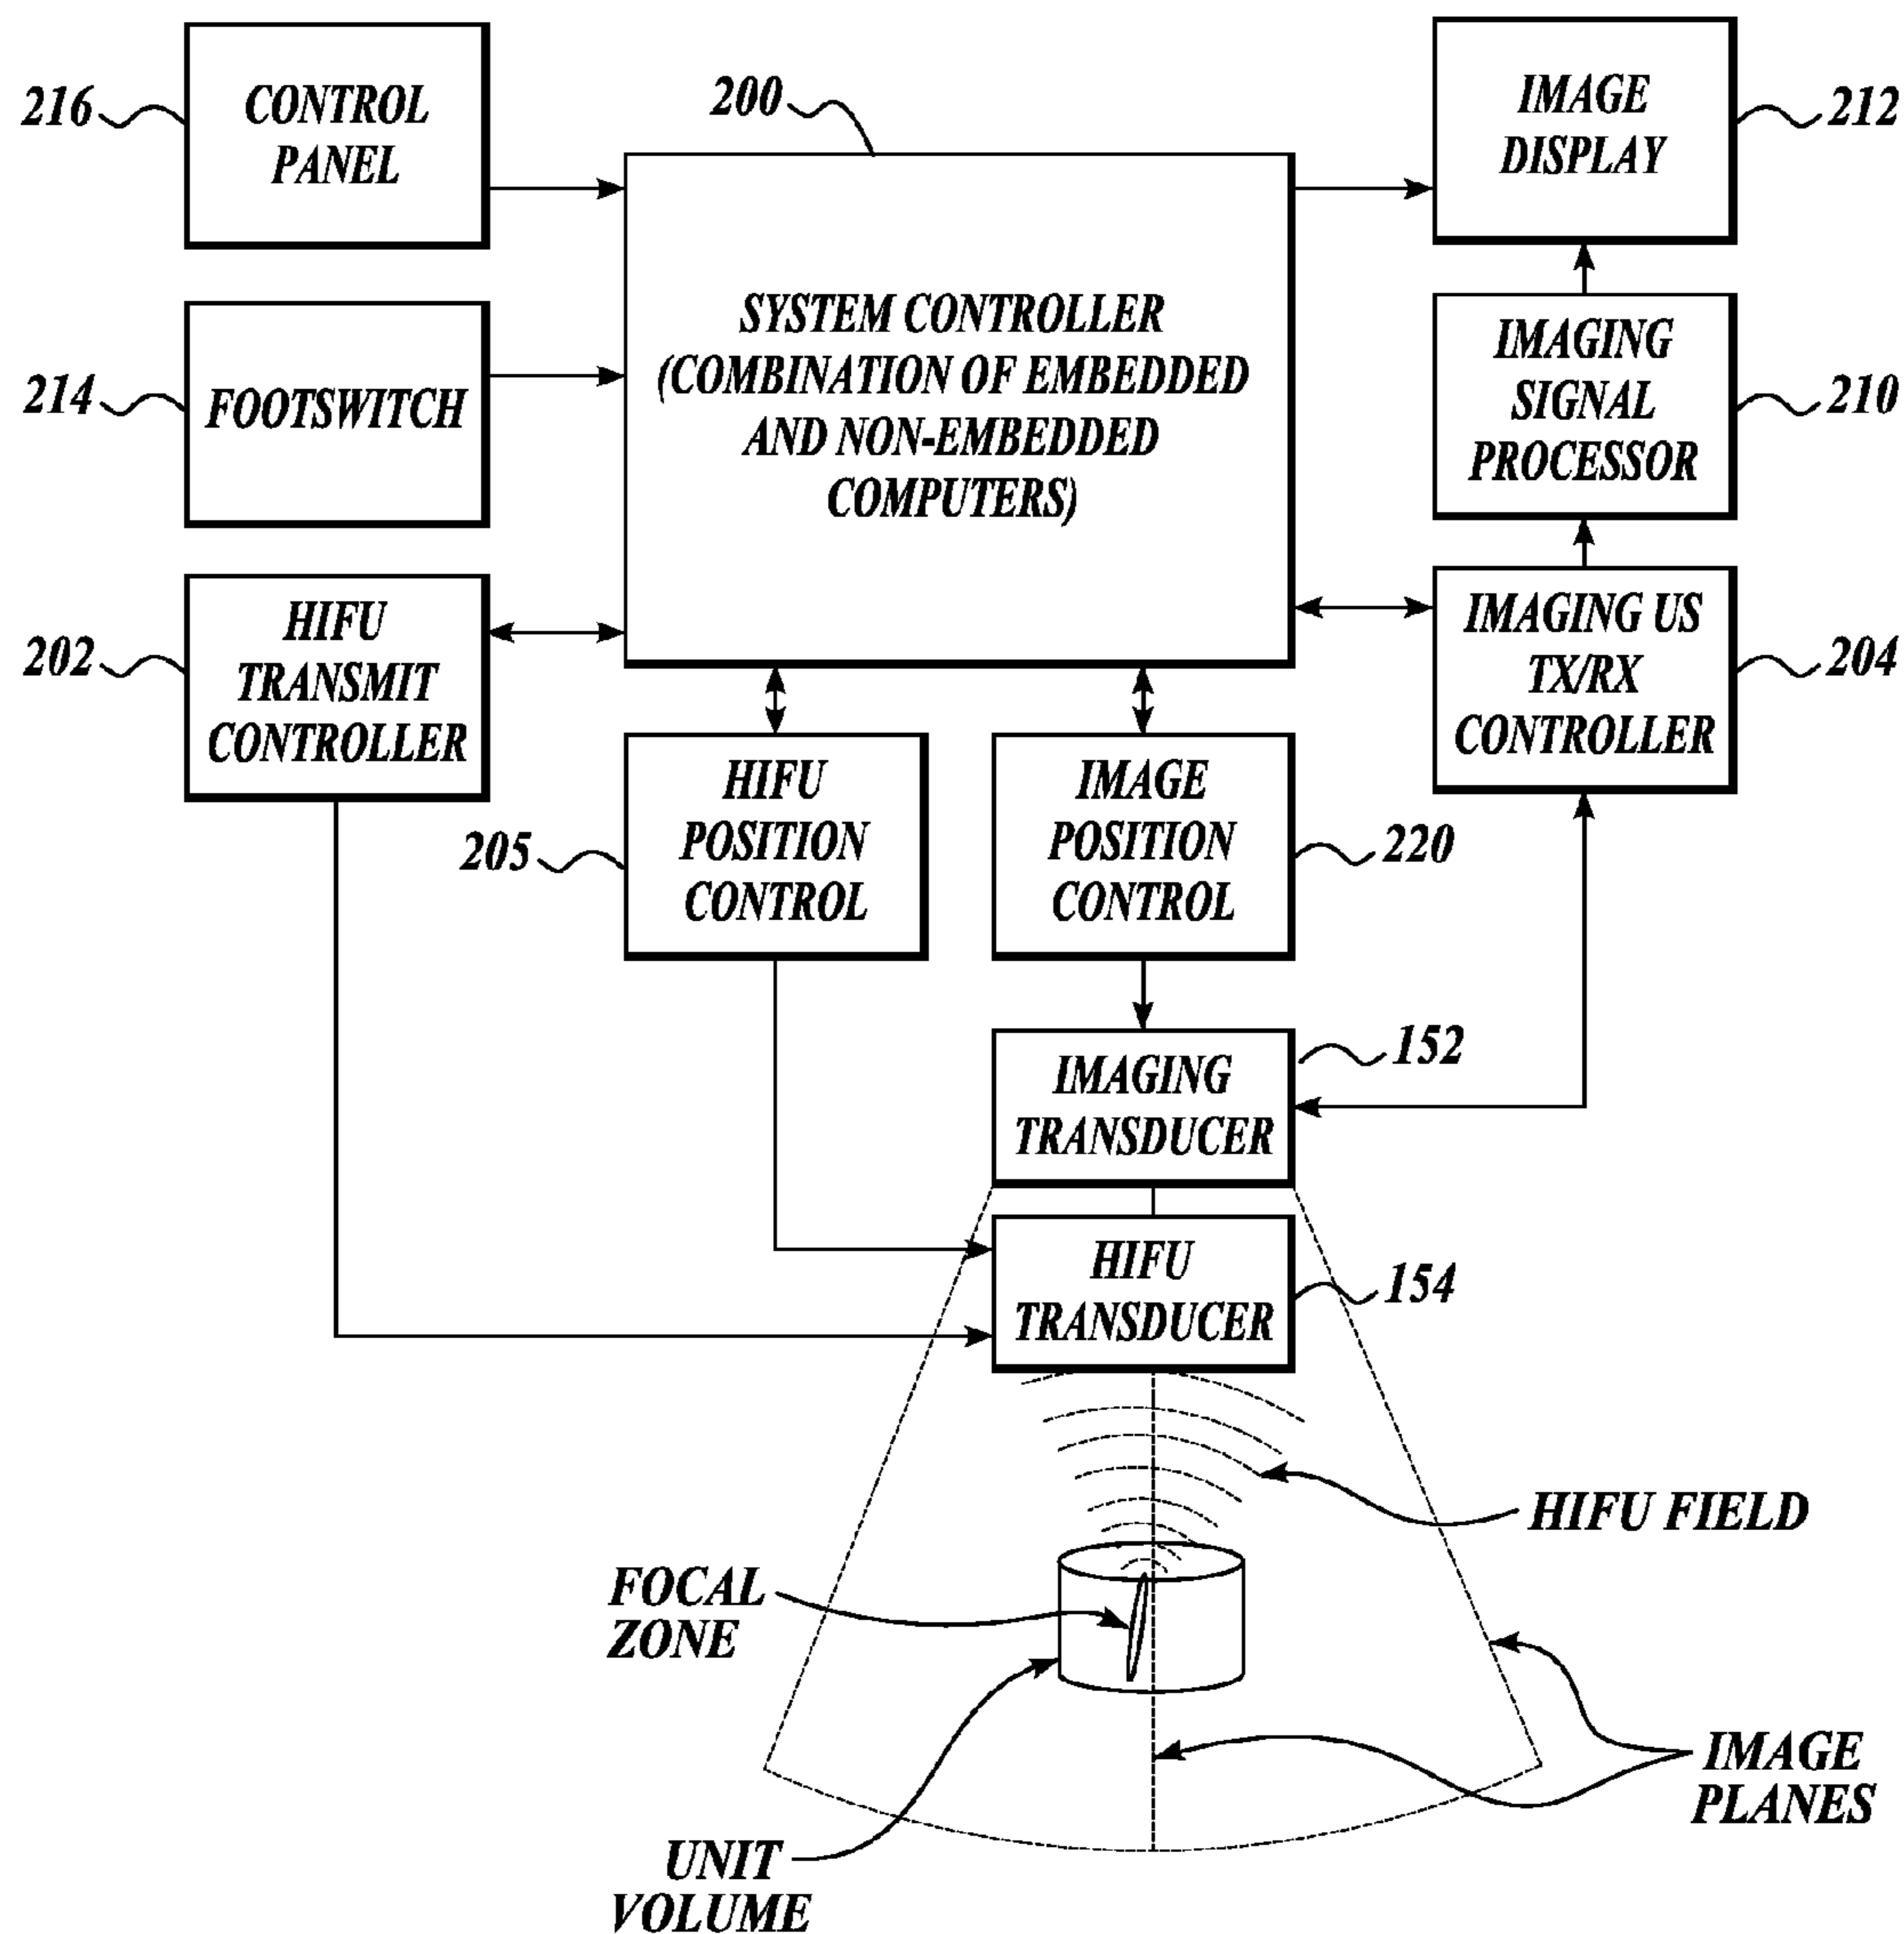 216
CONTROL
PANEL
200
IMAGE
DISPLAY
212
214
FOOTSWITCH
SYSTEM CONTROLLER
(COMBINATION OF EMBEDDED
AND NON-EMBEDDED
COMPUTERS)
IMAGING
SIGNAL
PROCESSOR
210
202
HIFU
TRANSMIT
CONTROLLER
IMAGING US
TX/RX
CONTROLLER
204
205
HIFU
POSITION
CONTROL
IMAGE
POSITION
CONTROL
220
IMAGING
TRANSDUCER
152
HIFU
TRANSDUCER
154
HIFU FIELD
FOCAL
ZONE
IMAGE
PLANES
UNIT
VOLUME